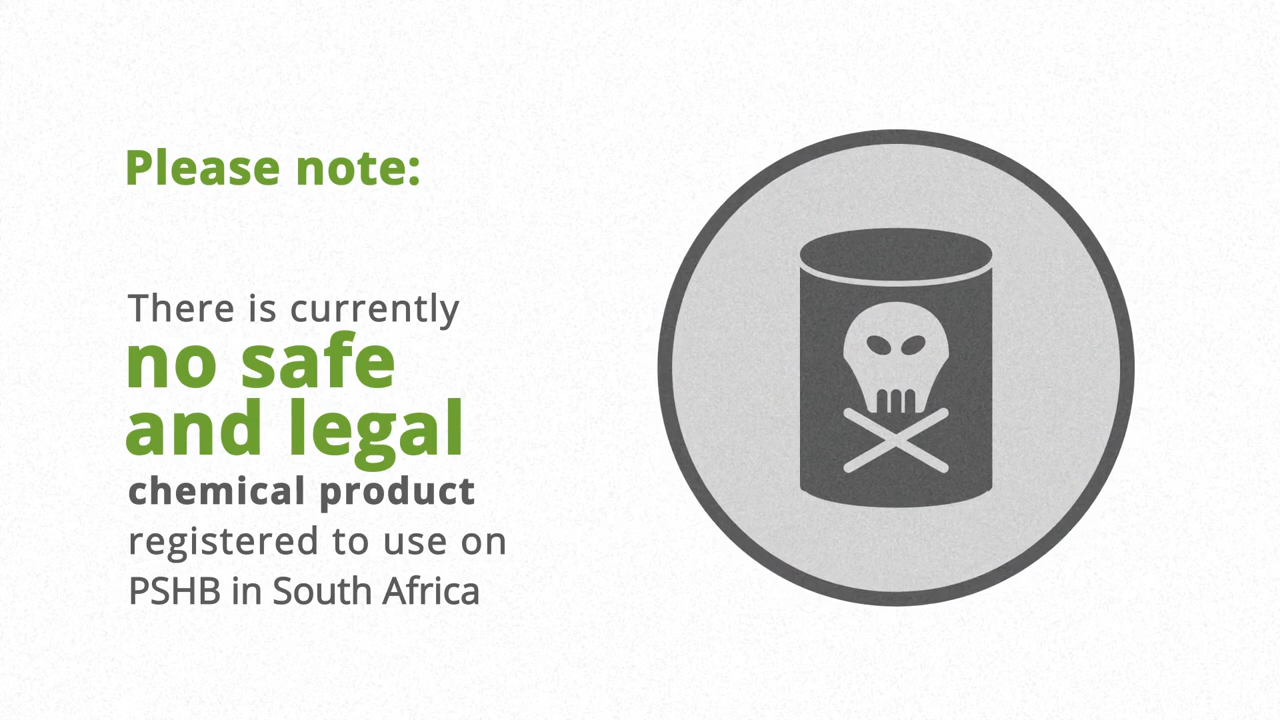 Please note:
There is currently
no safe
and legal
chemical product
registered to use on
PSHB in South Africa